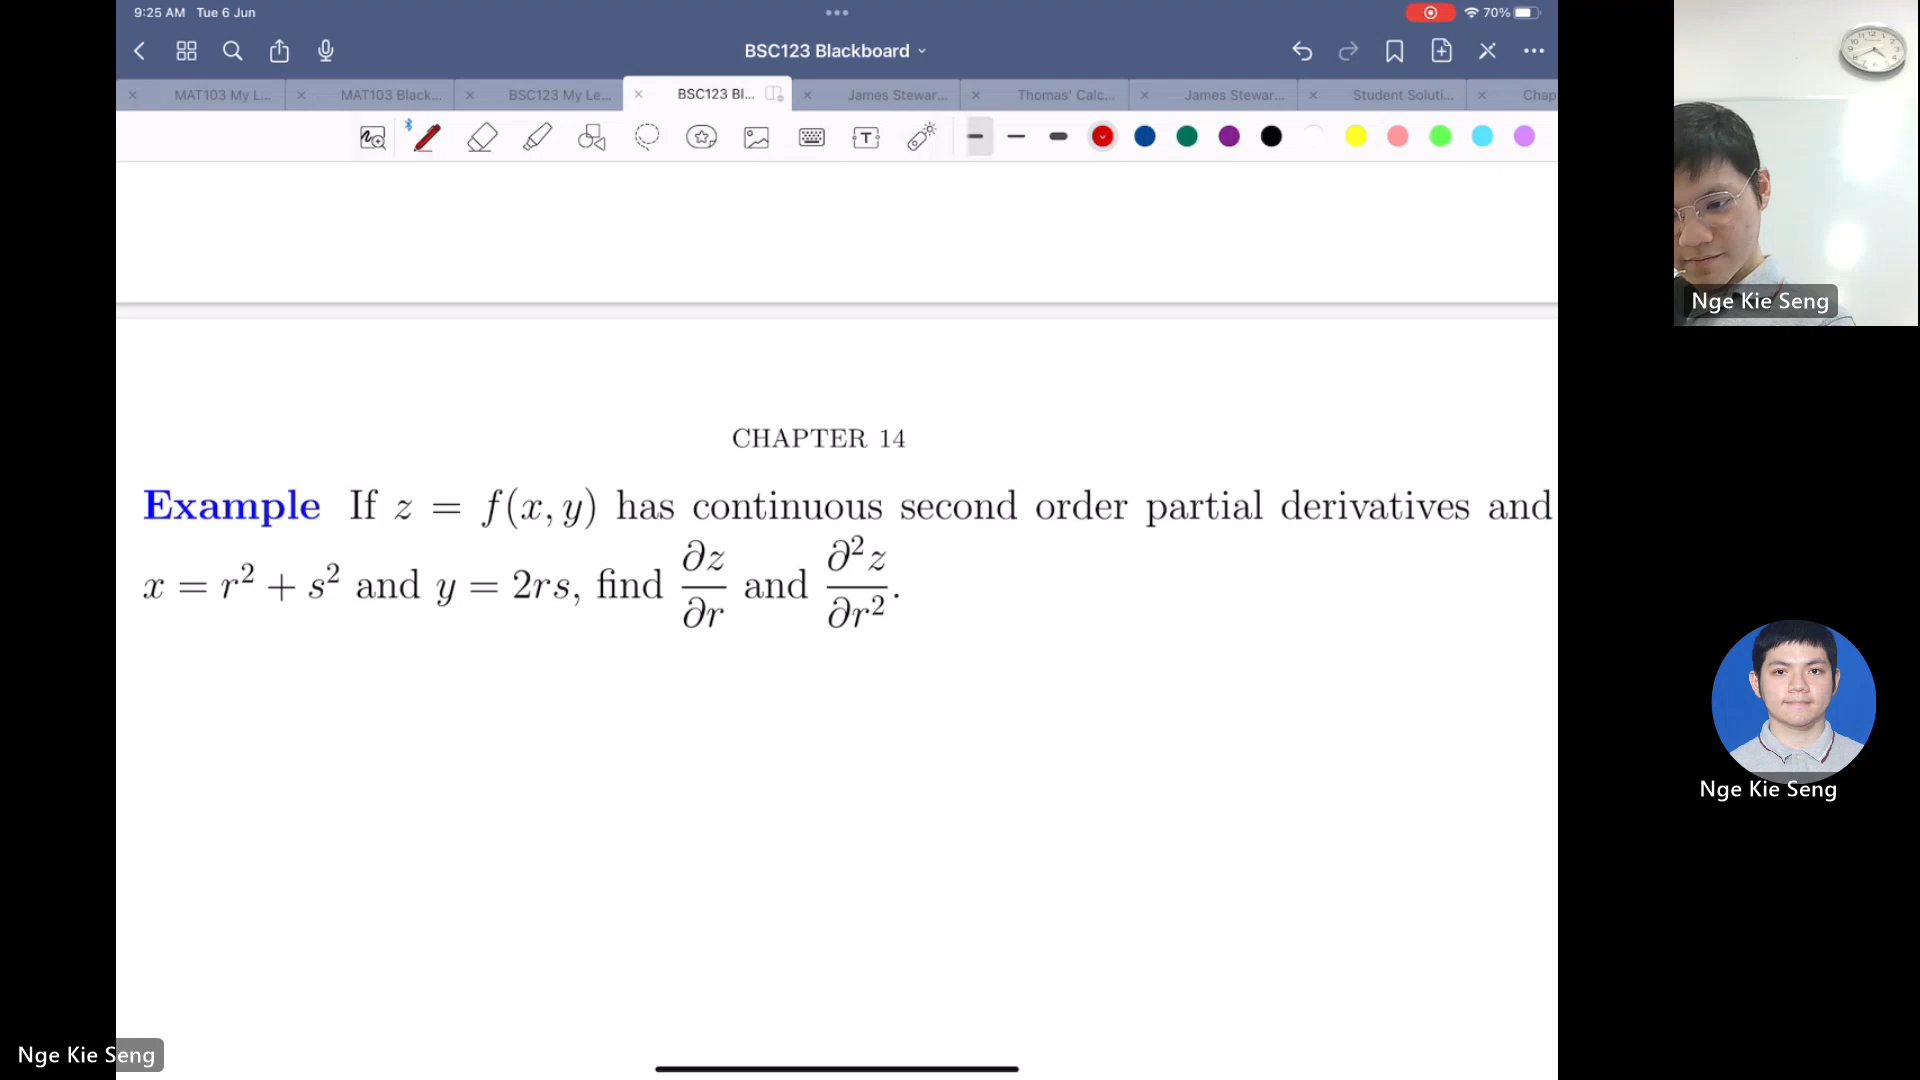 9:25 AM Tue 6 Jun
70%
BSC123 Blackboard
MAT103 My L...
MAT103 Black...
BSC123 My Le...
BSC123 Bl...
James Stewar...
Thomas' Calc...
James Stewar...
Student Soluti...
Chap
T
CHAPTER 14
Example If z = f(x, y) has continuous second order partial derivatives and
x = r² + s² and y = 2rs, find ∂z/∂r and ∂²z/∂r².
Nge Kie Seng
Nge Kie Seng
Nge Kie Seng